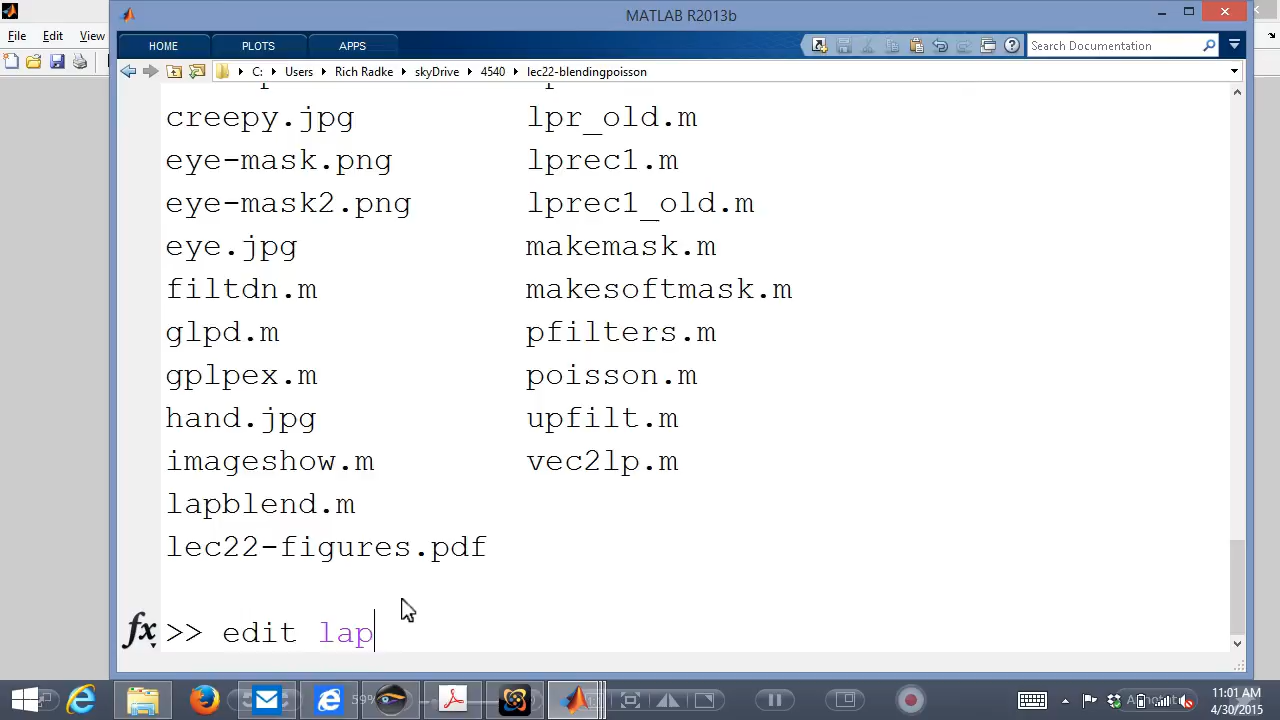 MATLAB R2013b
File Edit View
HOME PLOTS APPS
Search Documentation
C: Users Rich Radke skyDrive 4540 lec22-blendingpoisson
creepy.jpg lpr_old.m
eye-mask.png lprec1.m
eye-mask2.png lprec1_old.m
eye.jpg makemask.m
filtdn.m makesoftmask.m
glpd.m pfilters.m
gplpex.m poisson.m
hand.jpg upfilt.m
imageshow.m vec2lp.m
lapblend.m
lec22-figures.pdf
fx >> edit lap
59%
11:01 AM
4/30/2015